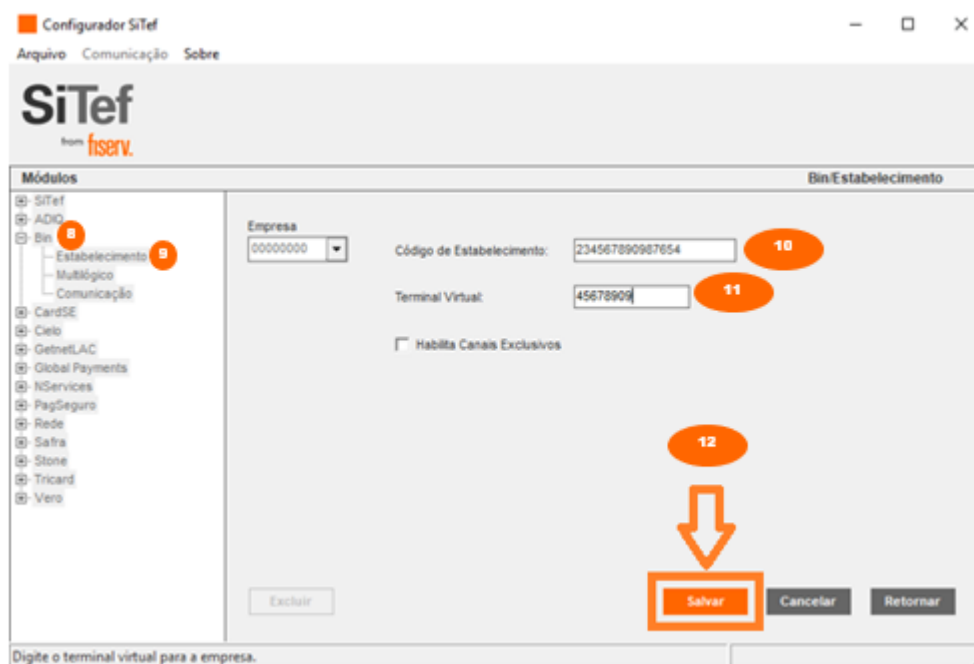 Configurador SiTef
Arquivo Comunicação Sobre
SiTef
from fiserv.
Módulos Bin/Estabelecimento
SiTef
ADIQ
Bin 8
Estabelecimento 9
Multilógico
Comunicação
CardSE
Cielo
GetnetLAC
Global Payments
NServices
PagSeguro
Rede
Safra
Stone
Tricard
Vero
Empresa
00000000
Código de Estabelecimento: 234567890987654 10
Terminal Virtual: 45678909 11
Habilita Canais Exclusivos
12
Excluir Salvar Cancelar Retornar
Digite o terminal virtual para a empresa.